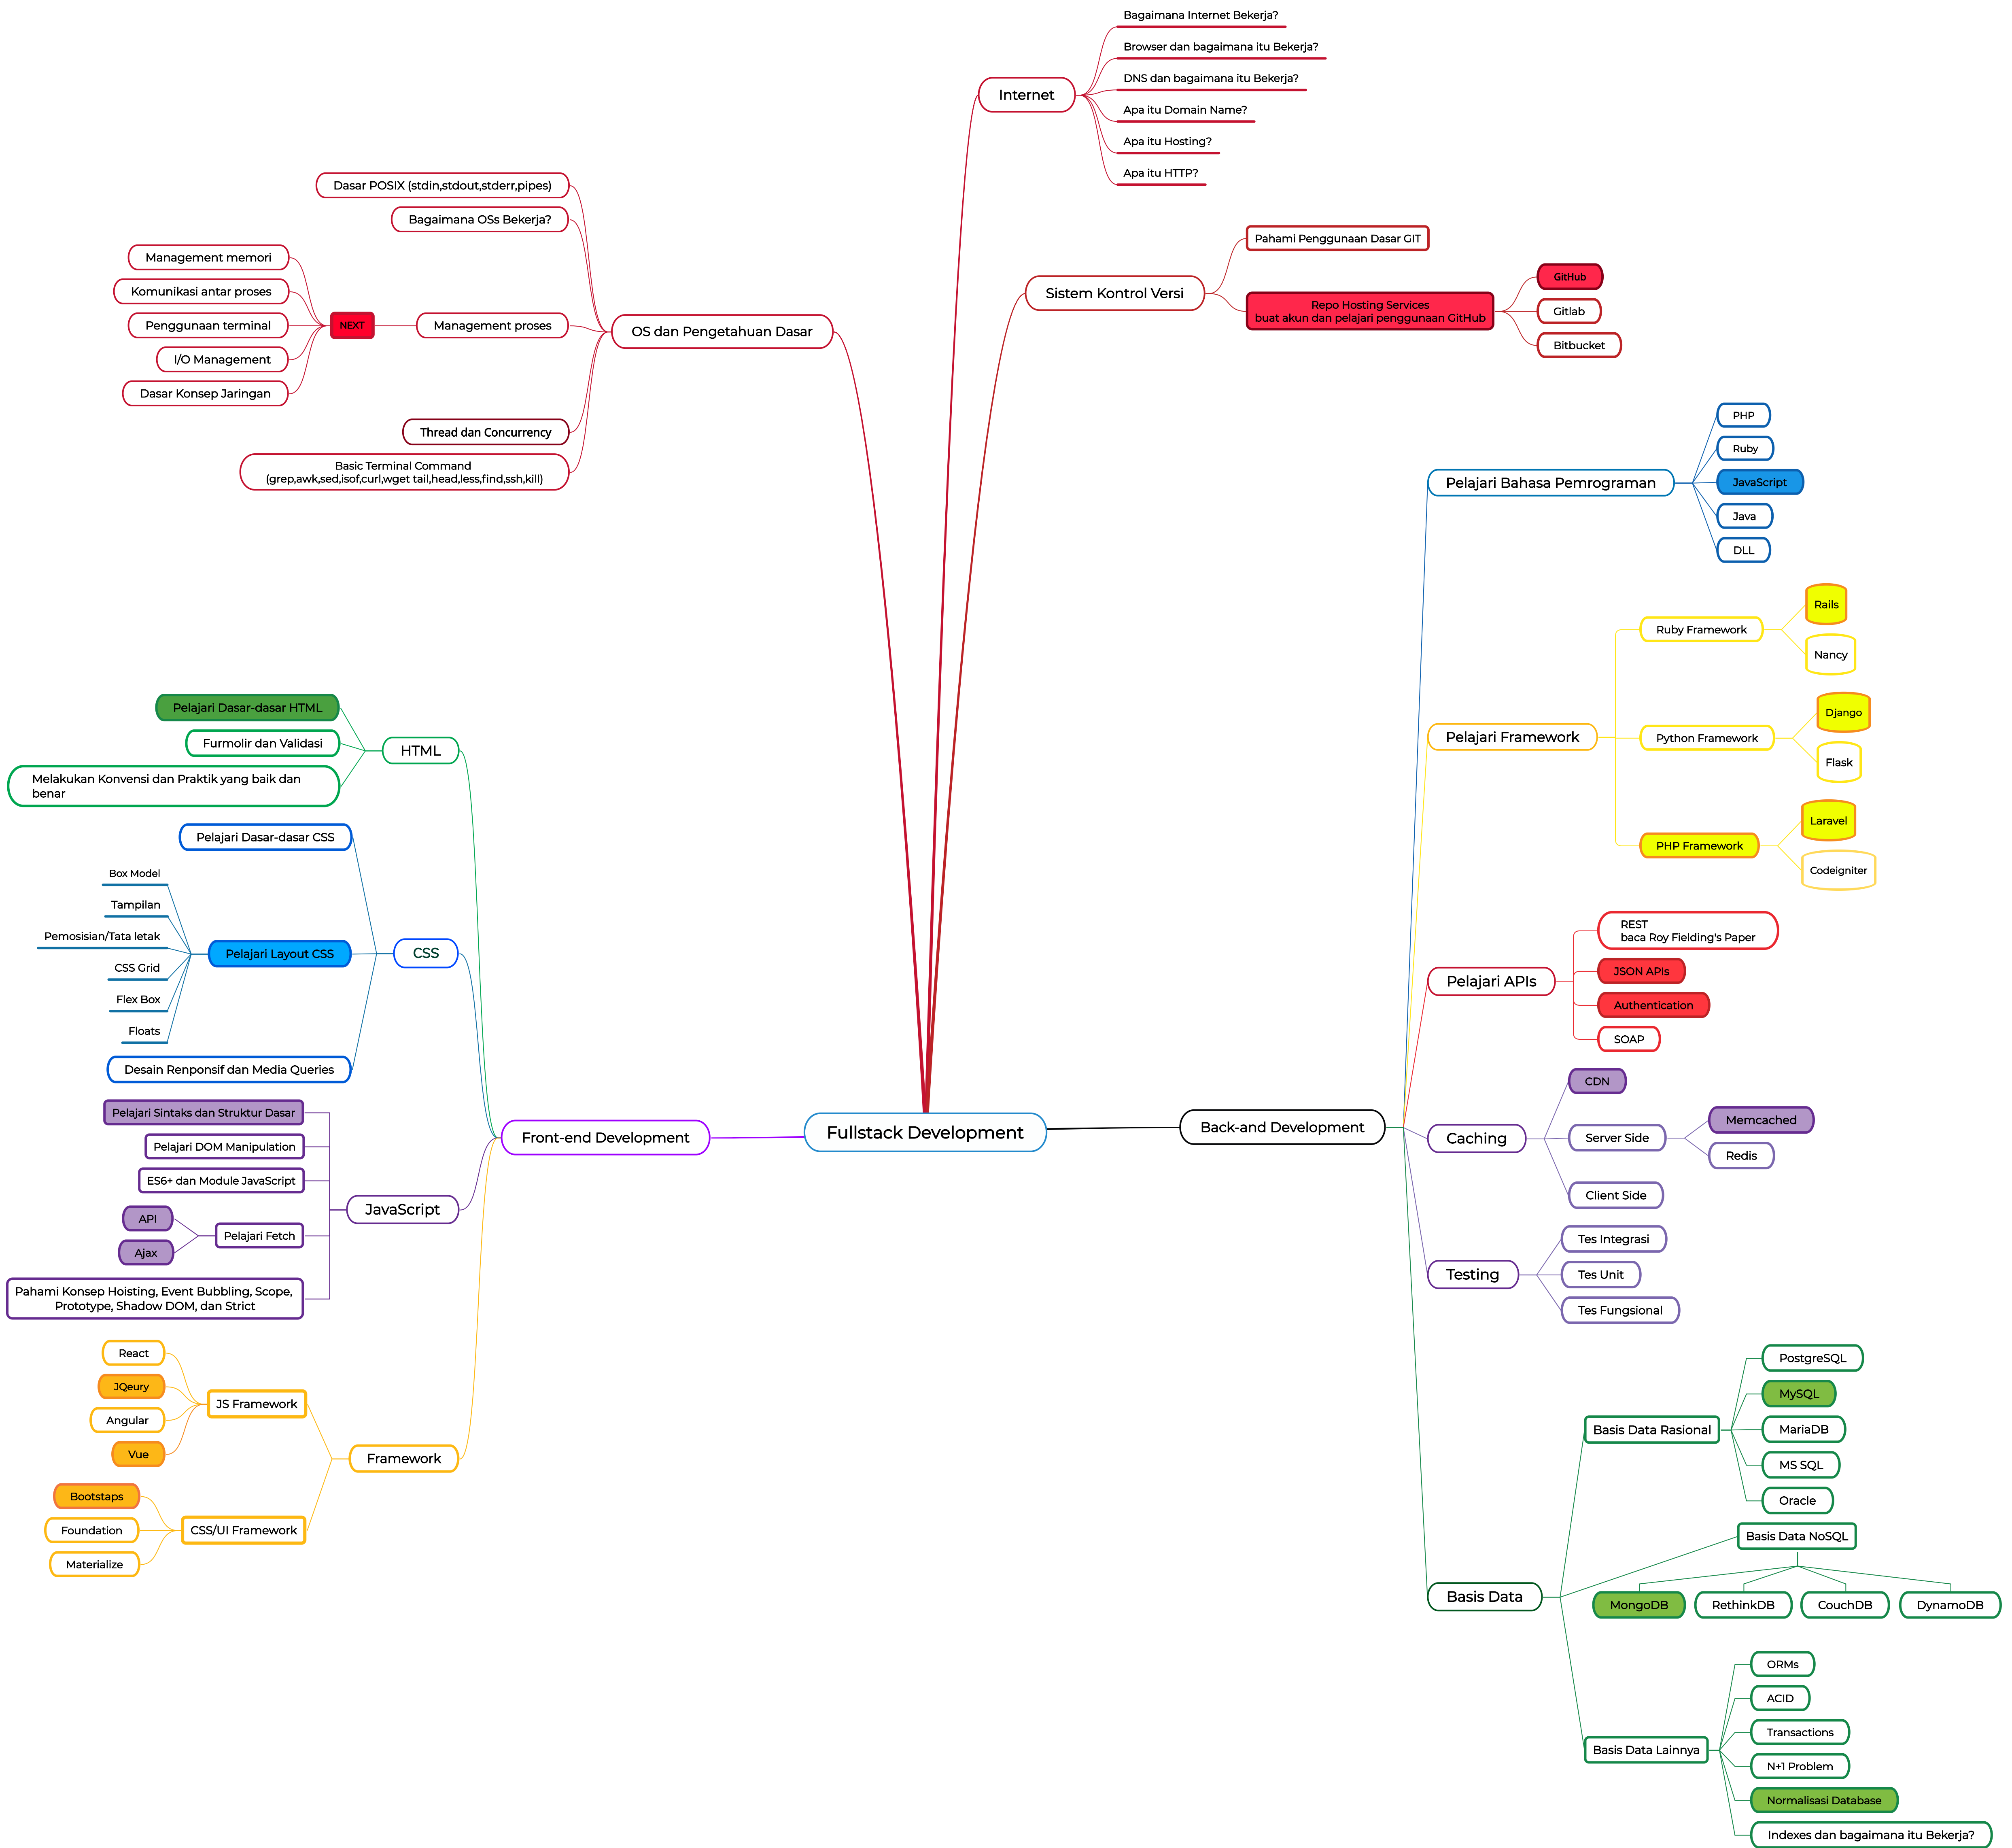 Fullstack Development
Internet
Bagaimana Internet Bekerja?
Browser dan bagaimana itu Bekerja?
DNS dan bagaimana itu Bekerja?
Apa itu Domain Name?
Apa itu Hosting?
Apa itu HTTP?
Sistem Kontrol Versi
Pahami Penggunaan Dasar GIT
Repo Hosting Services
buat akun dan pelajari penggunaan GitHub
GitHub
Gitlab
Bitbucket
OS dan Pengetahuan Dasar
Dasar POSIX (stdin,stdout,stderr,pipes)
Bagaimana OSs Bekerja?
Management proses
NEXT
Management memori
Komunikasi antar proses
Penggunaan terminal
I/O Management
Dasar Konsep Jaringan
Thread dan Concurrency
Basic Terminal Command
(grep,awk,sed,isof,curl,wget tail,head,less,find,ssh,kill)
Back-and Development
Pelajari Bahasa Pemrograman
PHP
Ruby
JavaScript
Java
DLL
Pelajari Framework
Ruby Framework
Rails
Nancy
Python Framework
Django
Flask
PHP Framework
Laravel
Codeigniter
Pelajari APIs
REST
baca Roy Fielding's Paper
JSON APIs
Authentication
SOAP
Caching
CDN
Server Side
Memcached
Redis
Client Side
Testing
Tes Integrasi
Tes Unit
Tes Fungsional
Basis Data
Basis Data Rasional
PostgreSQL
MySQL
MariaDB
MS SQL
Oracle
Basis Data NoSQL
MongoDB
RethinkDB
CouchDB
DynamoDB
Basis Data Lainnya
ORMs
ACID
Transactions
N+1 Problem
Normalisasi Database
Indexes dan bagaimana itu Bekerja?
Front-end Development
HTML
Pelajari Dasar-dasar HTML
Furmolir dan Validasi
Melakukan Konvensi dan Praktik yang baik dan
benar
CSS
Pelajari Dasar-dasar CSS
Pelajari Layout CSS
Box Model
Tampilan
Pemosisian/Tata letak
CSS Grid
Flex Box
Floats
Desain Renponsif dan Media Queries
JavaScript
Pelajari Sintaks dan Struktur Dasar
Pelajari DOM Manipulation
ES6+ dan Module JavaScript
Pelajari Fetch
API
Ajax
Pahami Konsep Hoisting, Event Bubbling, Scope,
Prototype, Shadow DOM, dan Strict
Framework
JS Framework
React
JQeury
Angular
Vue
CSS/UI Framework
Bootstaps
Foundation
Materialize